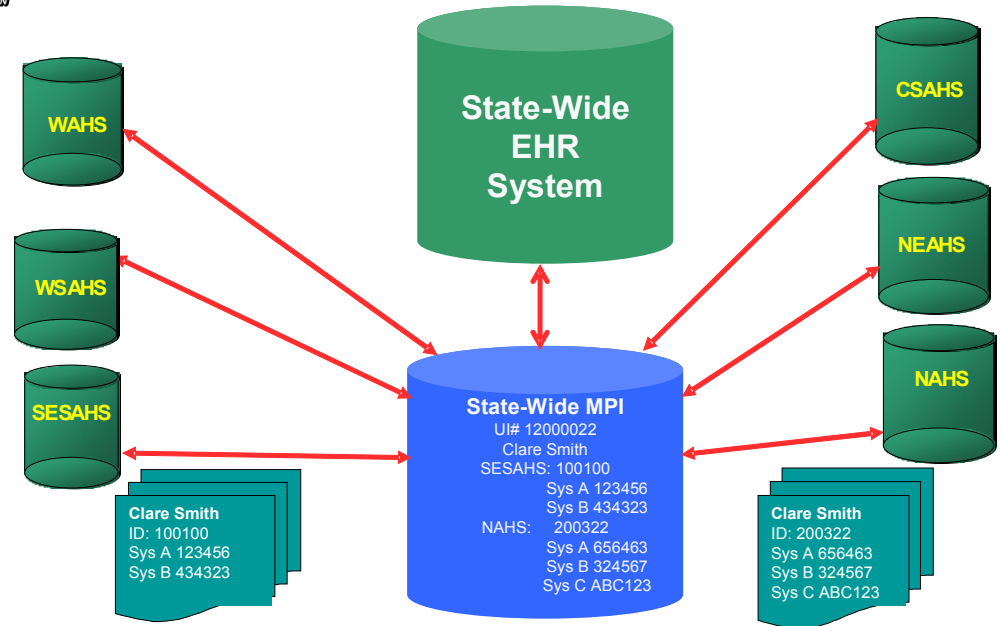 WAHS
WSAHS
SESAHS
State-Wide
EHR
System
CSAHS
NEAHS
NAHS
State-Wide MPI
UI# 12000022
Clare Smith
SESAHS: 100100
Sys A 123456
Sys B 434323
NAHS: 200322
Sys A 656463
Sys B 324567
Sys C ABC123
Clare Smith
ID: 100100
Sys A 123456
Sys B 434323
Clare Smith
ID: 200322
Sys A 656463
Sys B 324567
Sys C ABC123